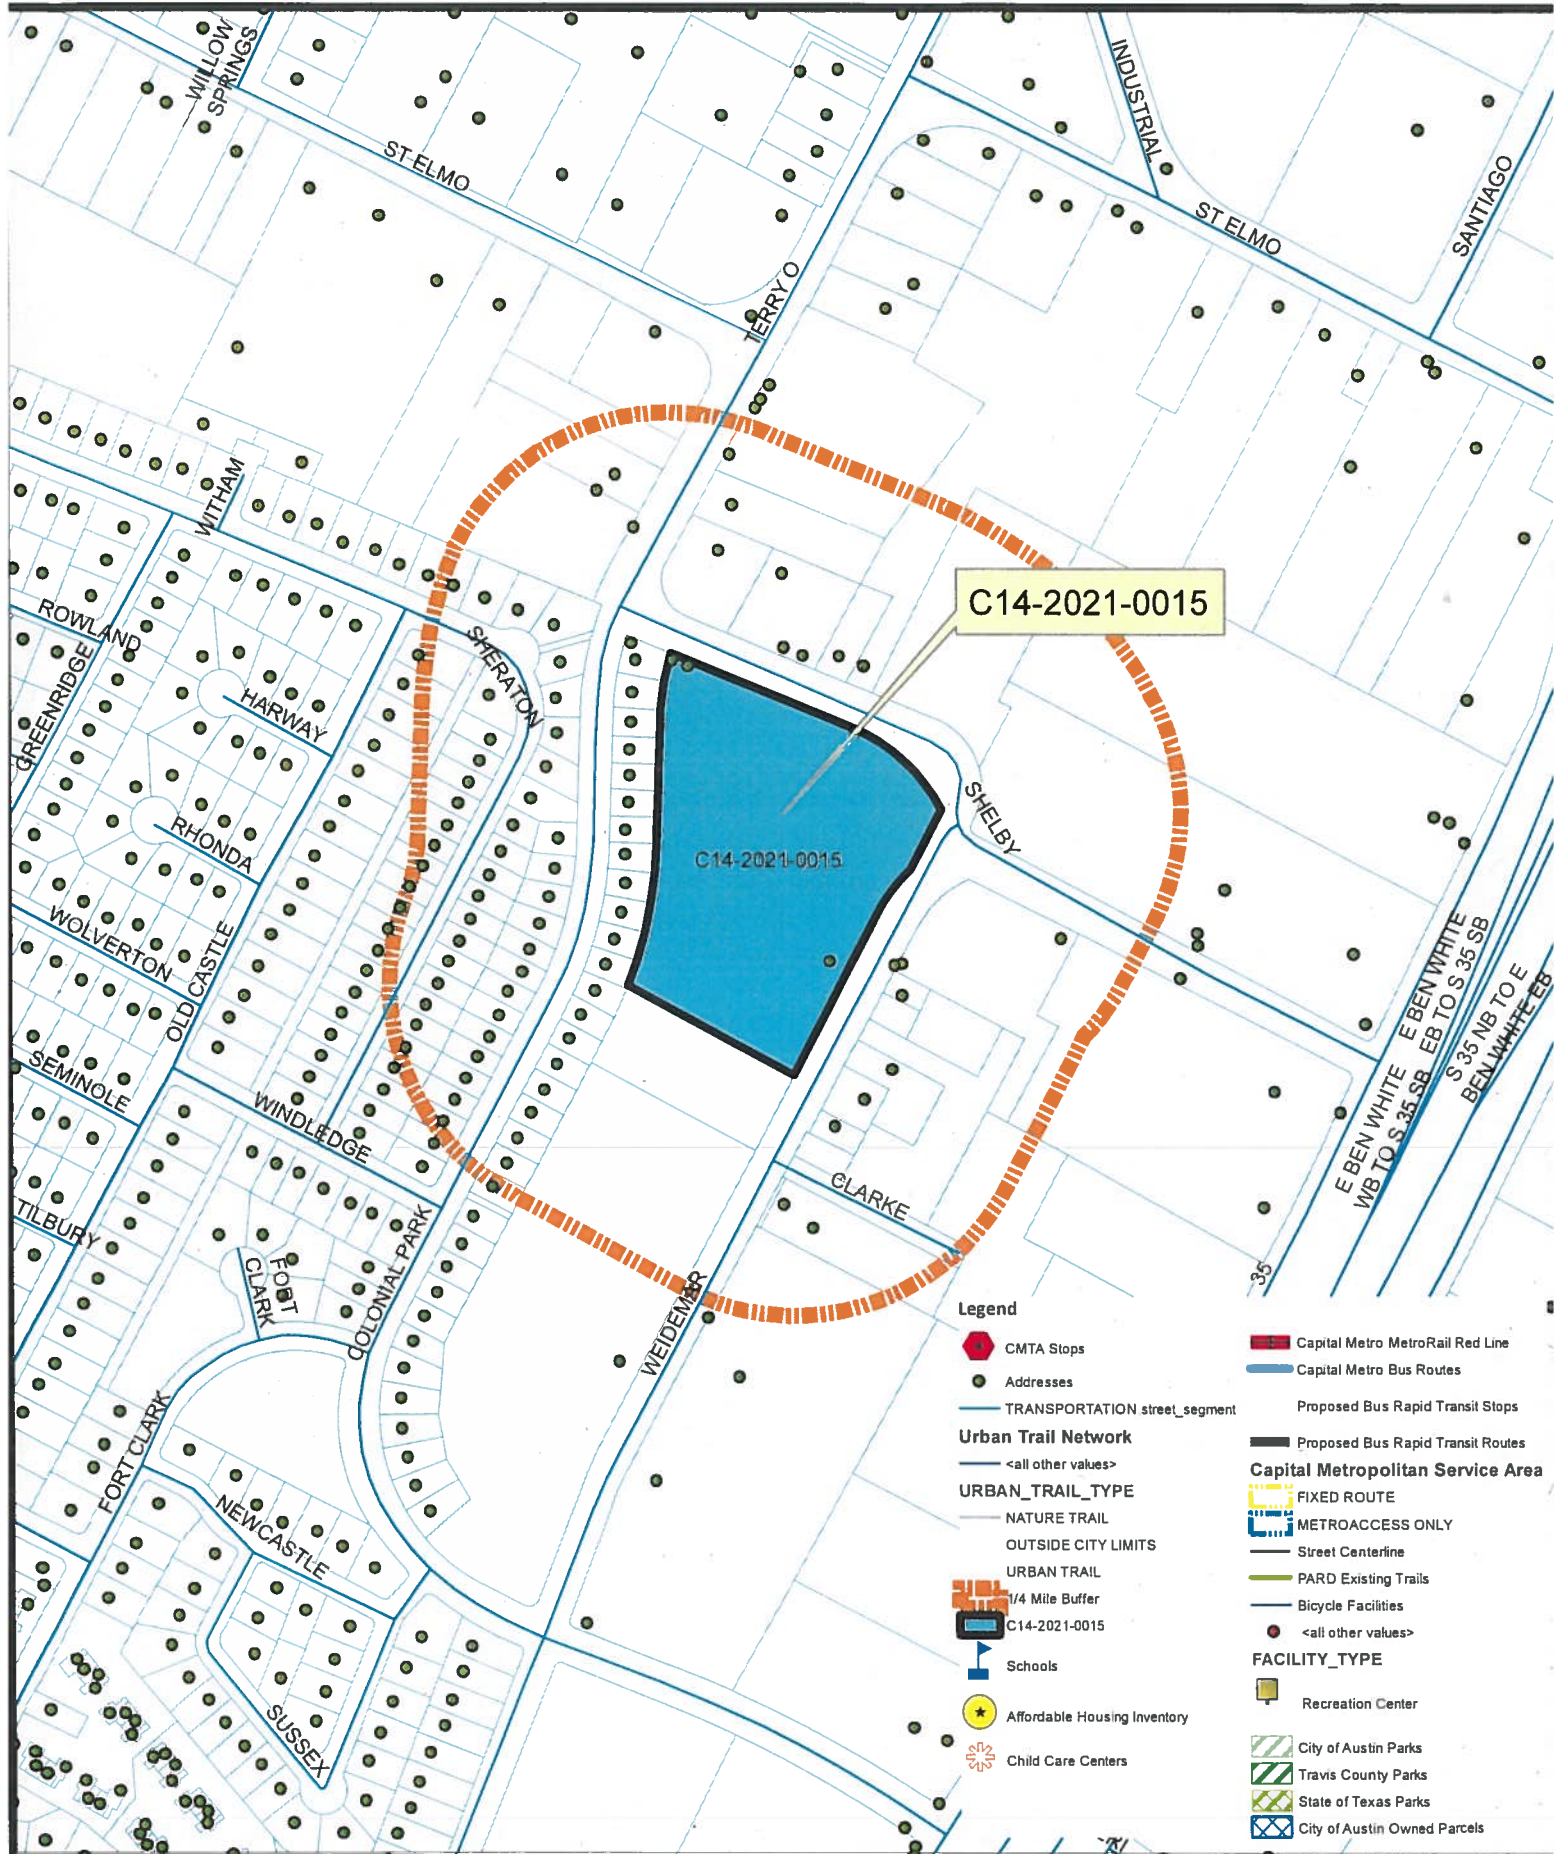 WILLOW
SPRINGS
ST ELMO
INDUSTRIAL
ST ELMO
SANTIAGO
TERRY O
WITHAM
C14-2021-0015
ROWLAND
GREENRIDGE
SHERATON
HARWAY
SHELBY
RHONDA
C14-2021-0015
WOLVERTON
OLD CASTLE
SEMINOLE
WINDLEDGE
E BEN WHITE
EB TO S 35 SB
S 35 NB TO E
BEN WHITE EB
E BEN WHITE
WB TO S 35 SB
CLARKE
TILBURY
FORT
CLARK
COLONIAL PARK
35
WEIDEMAR
FORT CLARK
NEWCASTLE
SUSSEX
Legend
CMTA Stops
Addresses
TRANSPORTATION.street_segment
Urban Trail Network
<all other values>
URBAN_TRAIL_TYPE
NATURE TRAIL
OUTSIDE CITY LIMITS
URBAN TRAIL
1/4 Mile Buffer
C14-2021-0015
Schools
Affordable Housing Inventory
Child Care Centers
Capital Metro MetroRail Red Line
Capital Metro Bus Routes
Proposed Bus Rapid Transit Stops
Proposed Bus Rapid Transit Routes
Capital Metropolitan Service Area
FIXED ROUTE
METROACCESS ONLY
Street Centerline
PARD Existing Trails
Bicycle Facilities
<all other values>
FACILITY_TYPE
Recreation Center
City of Austin Parks
Travis County Parks
State of Texas Parks
City of Austin Owned Parcels